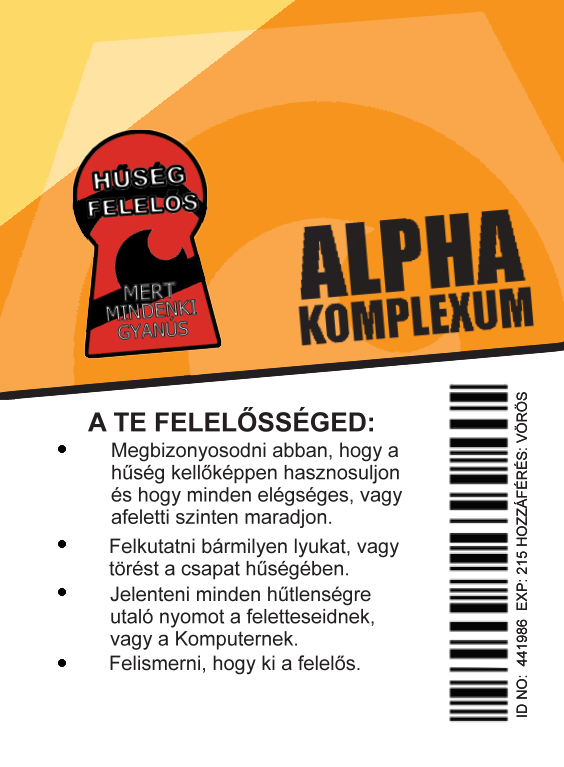 HŰSÉG
FELELŐS
MERT
MINDENKI
GYANÚS
ALPHA
KOMPLEXUM
A TE FELELŐSSÉGED:
• Megbizonyosodni abban, hogy a
hűség kellőképpen hasznosuljon
és hogy minden elégséges, vagy
afeletti szinten maradjon.
• Felkutatni bármilyen lyukat, vagy
törést a csapat hűségében.
• Jelenteni minden hűtlenségre
utaló nyomot a feletteseidnek,
vagy a Komputernek.
• Felismerni, hogy ki a felelős.
ID NO: 441986 EXP: 215 HOZZÁFÉRÉS: VÖRÖS